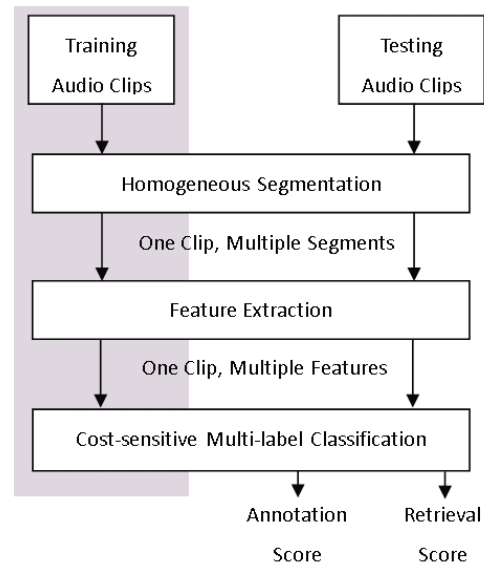 Training
Audio Clips
Testing
Audio Clips
Homogeneous Segmentation
One Clip, Multiple Segments
Feature Extraction
One Clip, Multiple Features
Cost-sensitive Multi-label Classification
Annotation
Score
Retrieval
Score